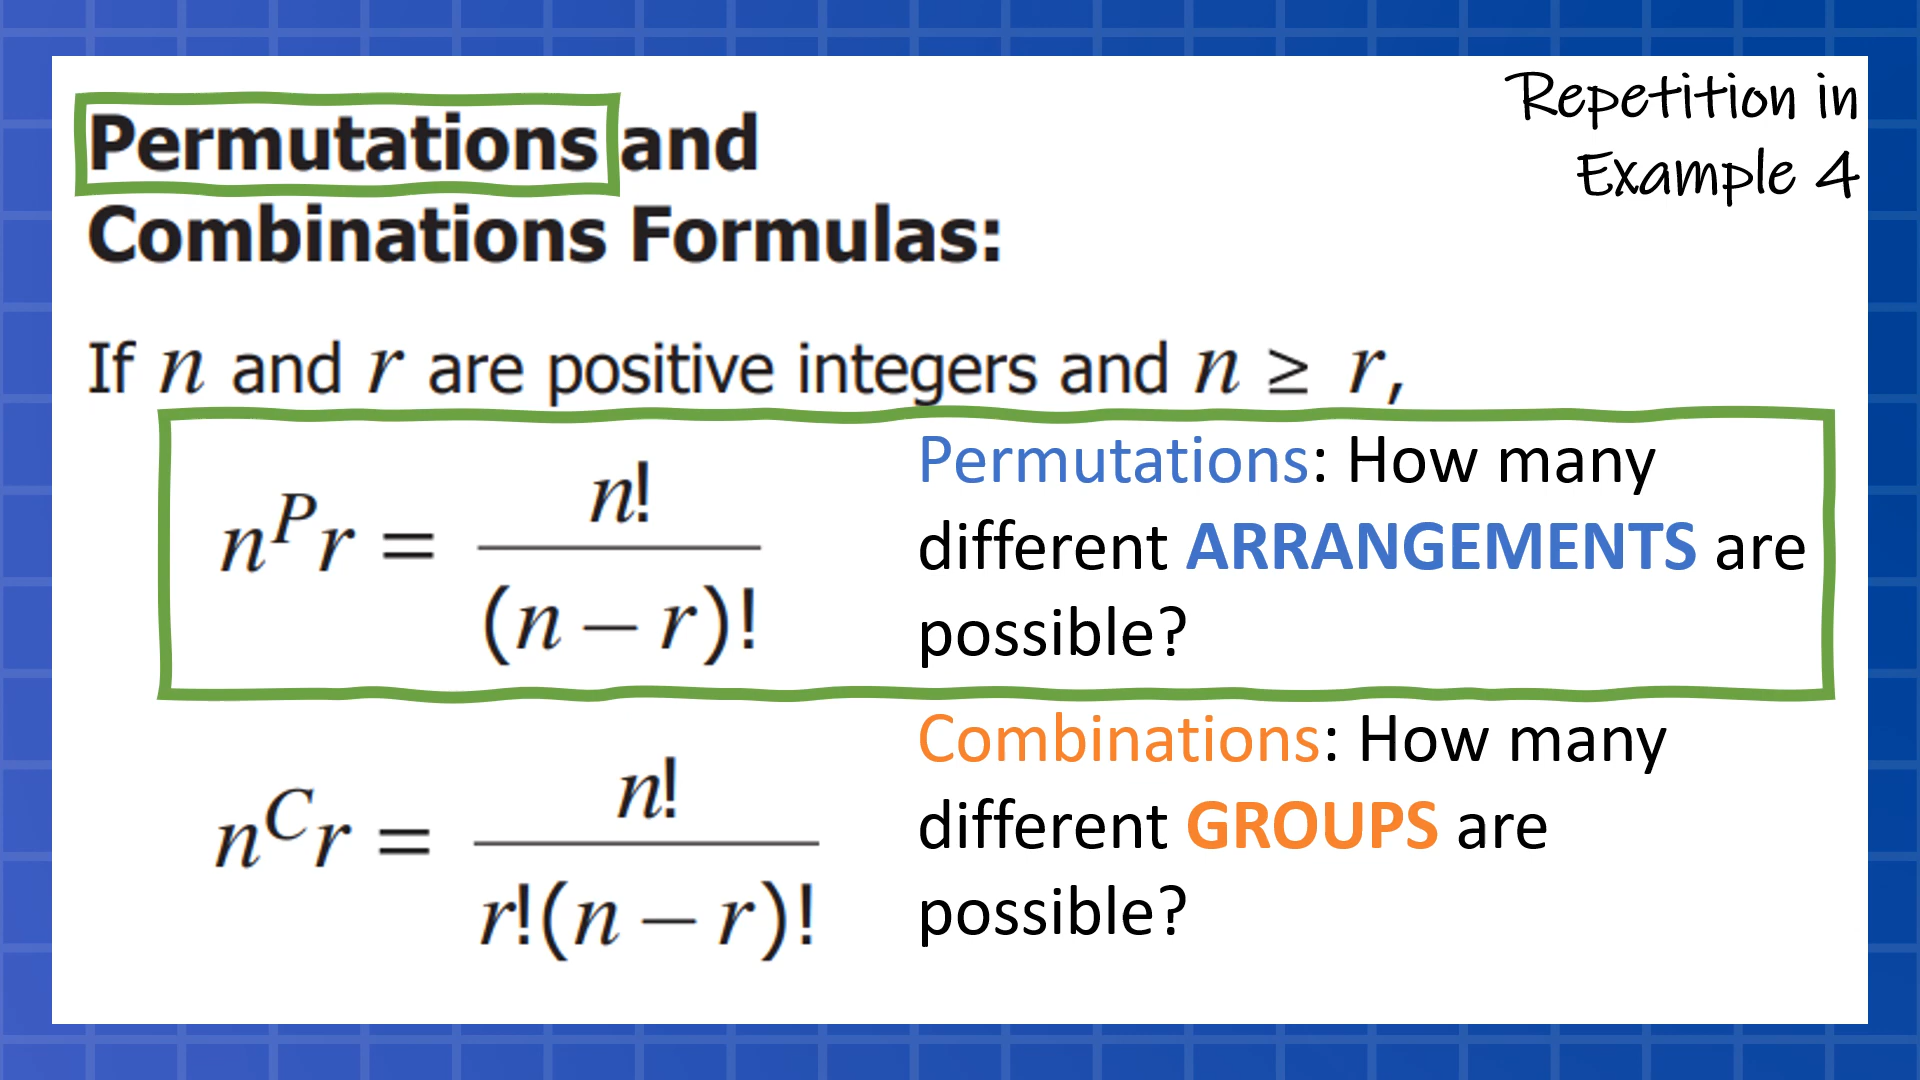 Repetition in
Example 4
Permutations and
Combinations Formulas:
If n and r are positive integers and n ≥ r,
nPr = n! / (n − r)!
Permutations: How many
different ARRANGEMENTS are
possible?
nCr = n! / r!(n − r)!
Combinations: How many
different GROUPS are
possible?